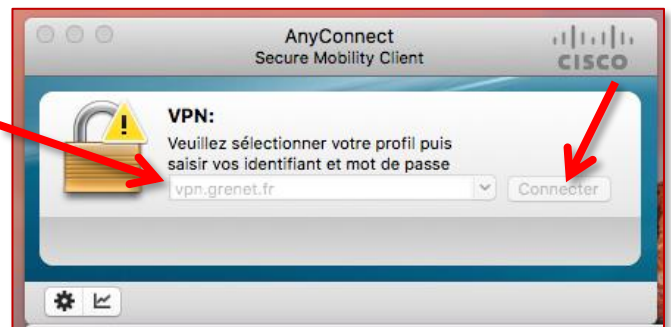 AnyConnect
Secure Mobility Client
CISCO
VPN:
Veuillez sélectionner votre profil puis
saisir vos identifiant et mot de passe
vpn.grenet.fr
Connecter